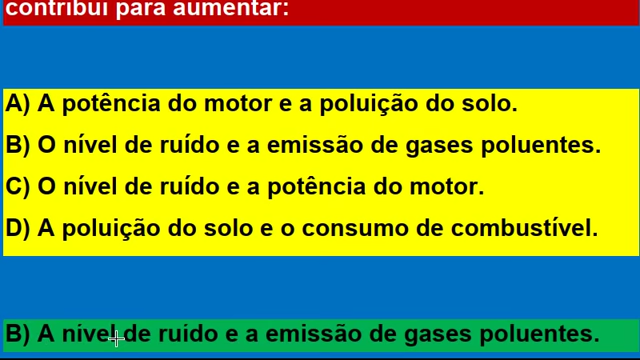 contribui para aumentar:
A) A potência do motor e a poluição do solo.
B) O nível de ruído e a emissão de gases poluentes.
C) O nível de ruído e a potência do motor.
D) A poluição do solo e o consumo de combustível.
B) A nível de ruído e a emissão de gases poluentes.